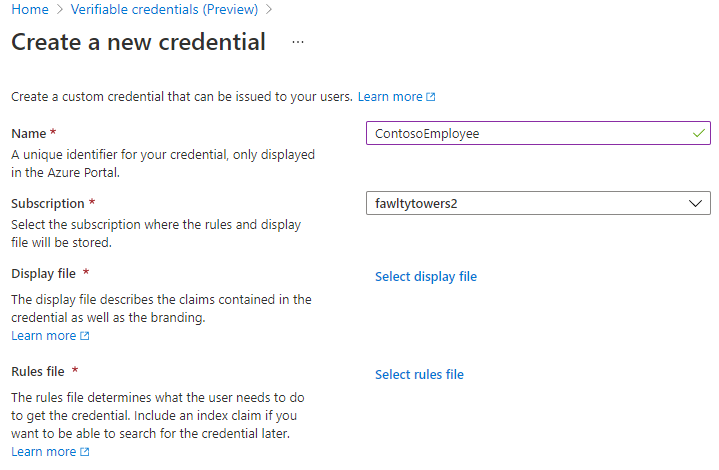 Home > Verifiable credentials (Preview) >
Create a new credential ...
Create a custom credential that can be issued to your users. Learn more
Name *
ContosoEmployee
A unique identifier for your credential, only displayed
in the Azure Portal.
Subscription *
fawltytowers2
Select the subscription where the rules and display
file will be stored.
Display file *
Select display file
The display file describes the claims contained in the
credential as well as the branding.
Learn more
Rules file *
Select rules file
The rules file determines what the user needs to do
to get the credential. Include an index claim if you
want to be able to search for the credential later.
Learn more